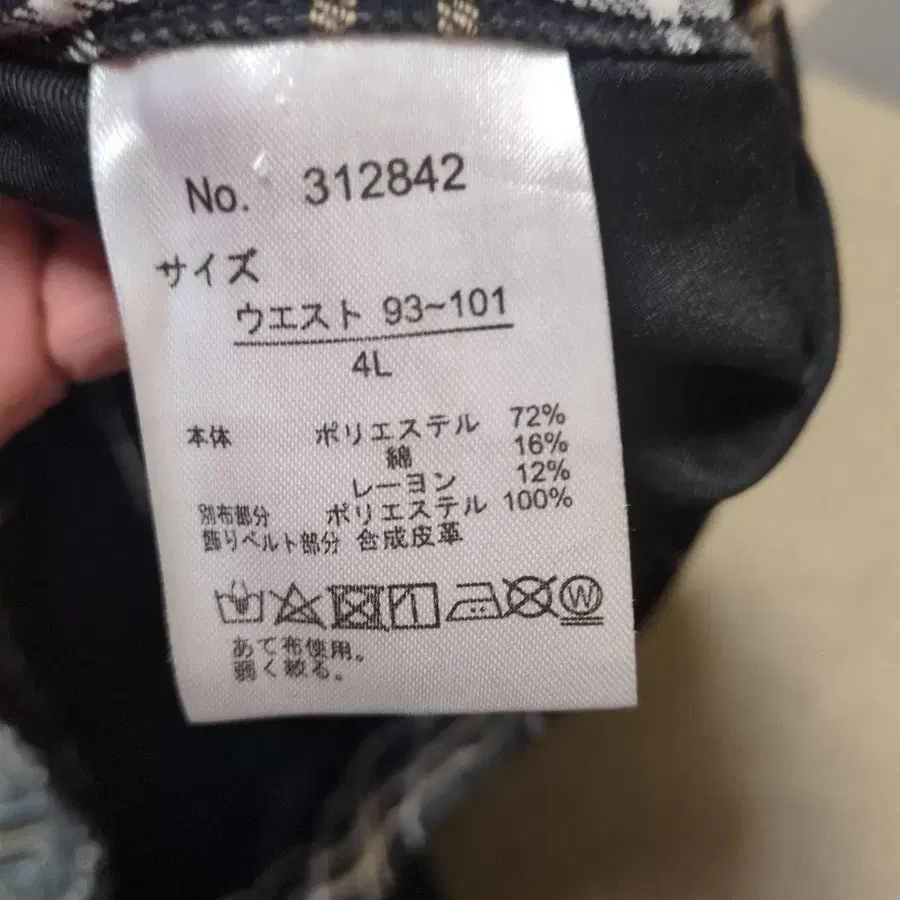 No. 312842
サイズ
ウエスト 93~101
4L
本体 ポリエステル 72%
綿 16%
レーヨン 12%
別布部分 ポリエステル 100%
飾りベルト部分 合成皮革
W
あて布使用。
弱く絞る。